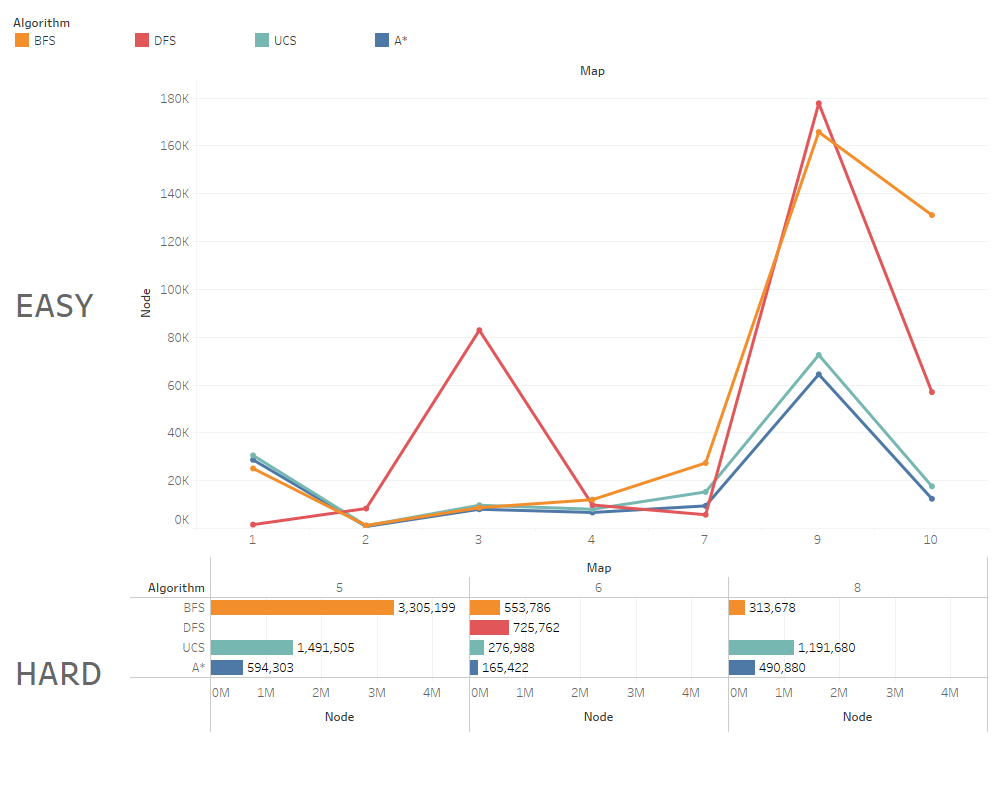 Algorithm
BFS DFS UCS A*
Map
180K
160K
140K
120K
100K
80K
60K
40K
20K
0K
Node
EASY
1 2 3 4 7 9 10
Map
Algorithm 5 6 8
BFS 3,305,199 553,786 313,678
DFS 725,762
UCS 1,491,505 276,988 1,191,680
A* 594,303 165,422 490,880
HARD
0M 1M 2M 3M 4M 0M 1M 2M 3M 4M 0M 1M 2M 3M 4M
Node Node Node